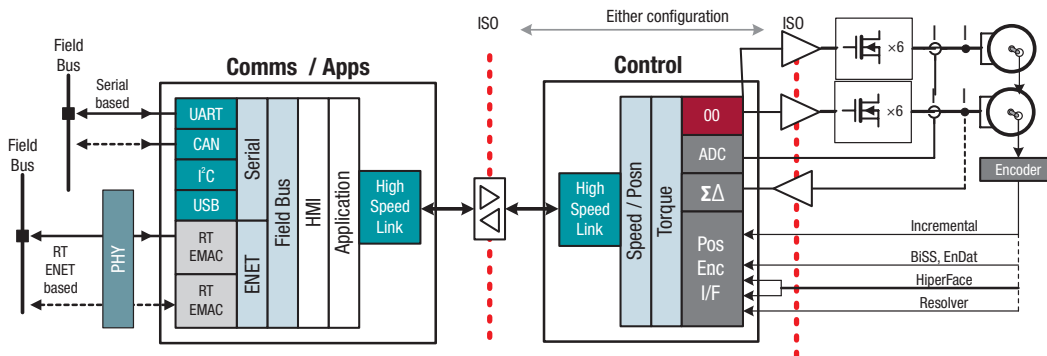 ISO
Either configuration
ISO
Field
Bus
Serial
based
Comms / Apps
Control
×6
×6
UART
CAN
I²C
USB
RT
EMAC
RT
EMAC
Serial
ENET
Field Bus
HMI
Application
High
Speed
Link
High
Speed
Link
Speed / Posn
Torque
00
ADC
ΣΔ
Pos
Enc
I/F
Encoder
Incremental
BiSS, EnDat
HiperFace
Resolver
Field
Bus
RT
ENET
based
PHY